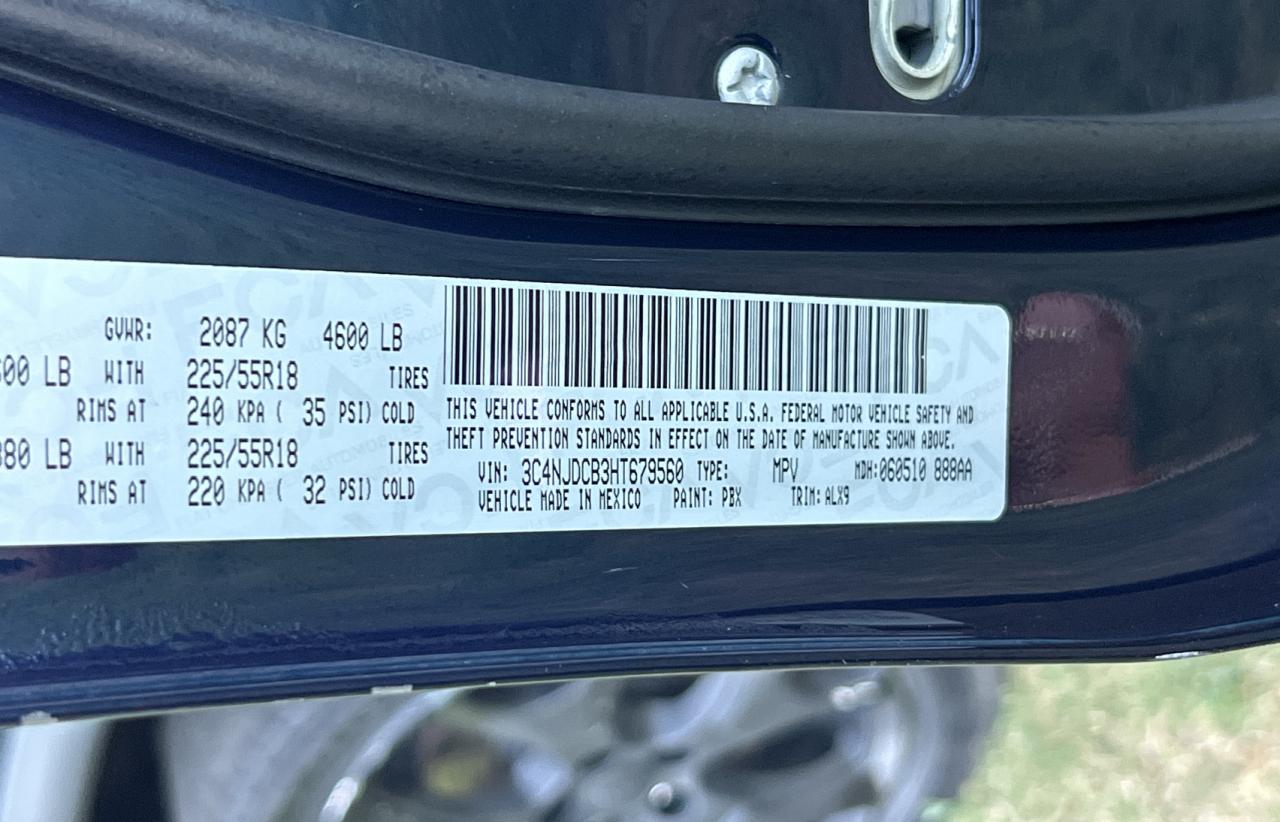 GVWR: 2087 KG 4600 LB
LB WITH 225/55R18 TIRES
RIMS AT 240 KPA ( 35 PSI) COLD
LB WITH 225/55R18 TIRES
RIMS AT 220 KPA ( 32 PSI) COLD
THIS VEHICLE CONFORMS TO ALL APPLICABLE U.S.A. FEDERAL MOTOR VEHICLE SAFETY AND
THEFT PREVENTION STANDARDS IN EFFECT ON THE DATE OF MANUFACTURE SHOWN ABOVE.
VIN: 3C4NJDCB3HT679560 TYPE: MPV MDH:060510 888AA
VEHICLE MADE IN MEXICO PAINT: PBX TRIM: ALX9